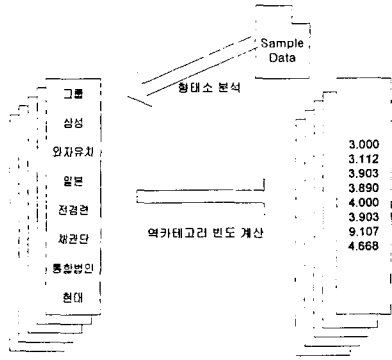 Sample
Data
형태소 분석
그룹
삼성
외자유치
일본
전경련
채권단
통합법인
현대
역카테고리 빈도 계산
3.000
3.112
3.903
3.890
4.000
3.903
9.107
4.668